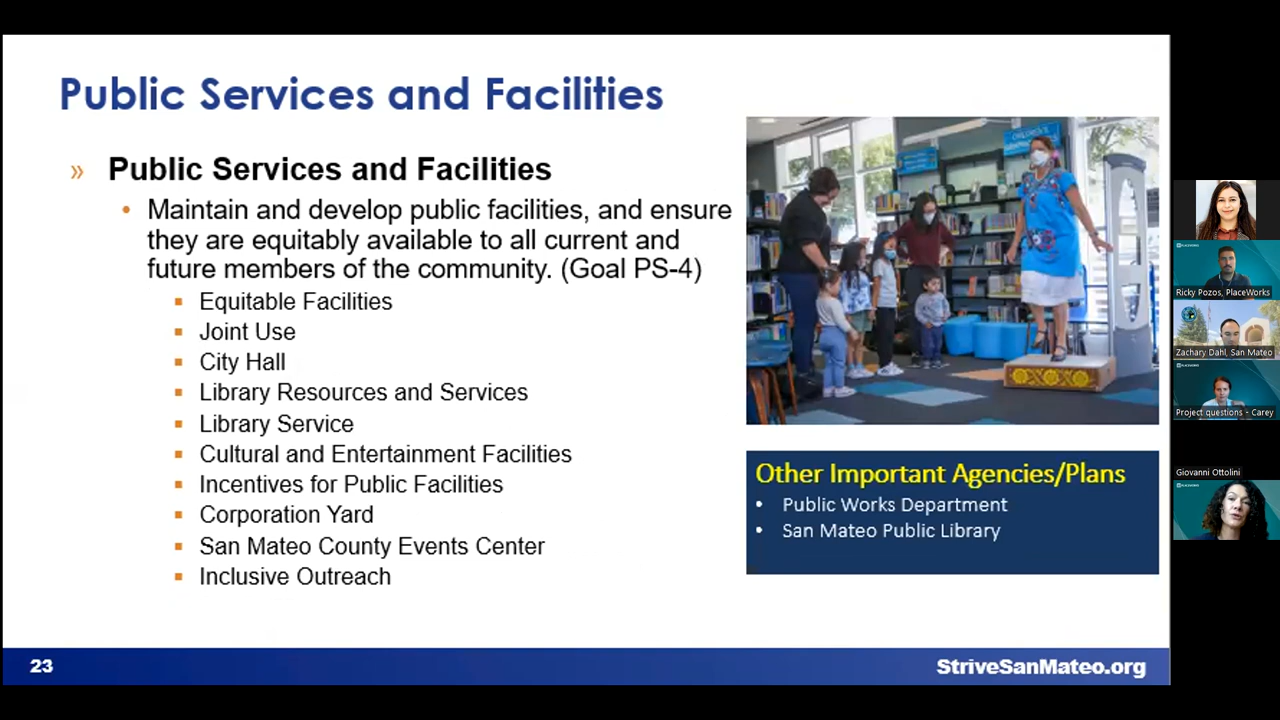 Public Services and Facilities
» Public Services and Facilities
• Maintain and develop public facilities, and ensure
they are equitably available to all current and
future members of the community. (Goal PS-4)
▪ Equitable Facilities
▪ Joint Use
▪ City Hall
▪ Library Resources and Services
▪ Library Service
▪ Cultural and Entertainment Facilities
▪ Incentives for Public Facilities
▪ Corporation Yard
▪ San Mateo County Events Center
▪ Inclusive Outreach
CHILDREN'S
Other Important Agencies/Plans
• Public Works Department
• San Mateo Public Library
23
StriveSanMateo.org
PLACEWORKS
Ricky Pozos, PlaceWorks
Zachary Dahl, San Mateo
PLACEWORKS
Project questions - Carey
Giovanni Ottolini
PLACEWORKS